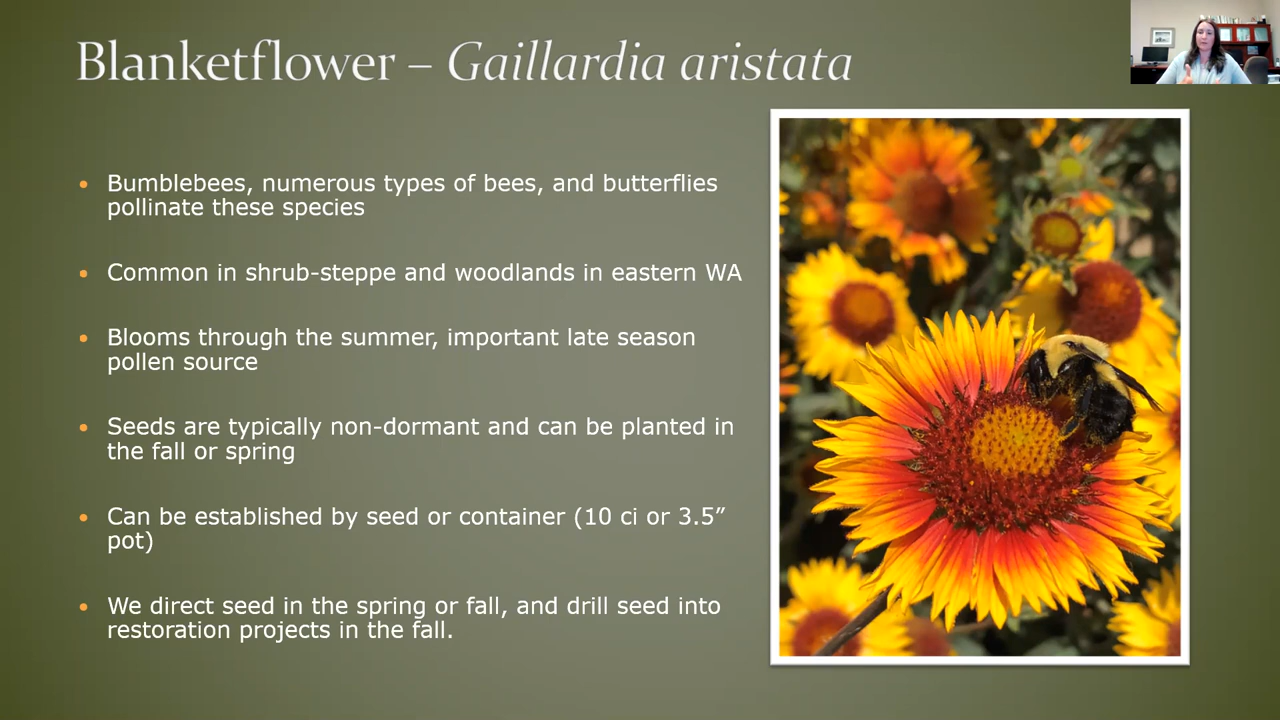 Blanketflower – Gaillardia aristata
• Bumblebees, numerous types of bees, and butterflies
pollinate these species
• Common in shrub-steppe and woodlands in eastern WA
• Blooms through the summer, important late season
pollen source
• Seeds are typically non-dormant and can be planted in
the fall or spring
• Can be established by seed or container (10 ci or 3.5”
pot)
• We direct seed in the spring or fall, and drill seed into
restoration projects in the fall.